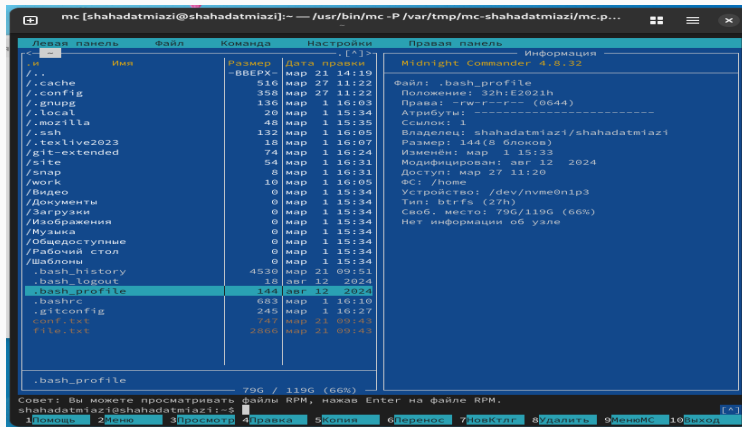 mc [shahadatmiazi@shahadatmiazi]:~ — /usr/bin/mc -P /var/tmp/mc-shahadatmiazi/mc.p...
~
Левая панель Файл Команда Настройки Правая панель
<— ~ .[^]> Информация
.и Имя Размер Дата правки Midnight Commander 4.8.32
/.. -ВВЕРХ- мар 21 14:19
/.cache 516 мар 27 11:22 Файл: .bash_profile
/.config 358 мар 27 11:22 Положение: 32h:E2021h
/.gnupg 136 мар 1 16:03 Права: -rw-r--r-- (0644)
/.local 20 мар 1 15:34 Атрибуты: ----------------------
/.mozilla 48 мар 1 15:35 Ссылок: 1
/.ssh 132 мар 1 16:05 Владелец: shahadatmiazi/shahadatmiazi
/.texlive2023 18 мар 1 16:07 Размер: 144(8 блоков)
/git-extended 74 мар 1 16:24 Изменён: мар 1 15:33
/site 54 мар 1 16:31 Модифицирован: авг 12 2024
/snap 8 мар 1 16:31 Доступ: мар 27 11:20
/work 10 мар 1 16:05 ФС: /home
/Видео 0 мар 1 15:34 Устройство: /dev/nvme0n1p3
/Документы 0 мар 1 15:34 Тип: btrfs (27h)
/Загрузки 0 мар 1 15:34 Своб. место: 79G/119G (66%)
/Изображения 0 мар 1 15:34 Нет информации об узле
/Музыка 0 мар 1 15:34
/Общедоступные 0 мар 1 15:34
/Рабочий стол 0 мар 1 15:34
/Шаблоны 0 мар 1 15:34
.bash_history 4530 мар 21 09:51
.bash_logout 18 авг 12 2024
.bash_profile 144 авг 12 2024
.bashrc 683 мар 1 16:10
.gitconfig 245 мар 1 16:27
conf.txt 747 мар 21 09:43
file.txt 2866 мар 21 09:43
.bash_profile
79G / 119G (66%)
Совет: Вы можете просматривать файлы RPM, нажав Enter на файле RPM.
shahadatmiazi@shahadatmiazi:~$ [^]
1Помощь 2Меню 3Просмотр 4Правка 5Копия 6Перенос 7НовКтлг 8Удалить 9МенюMC 10Выход